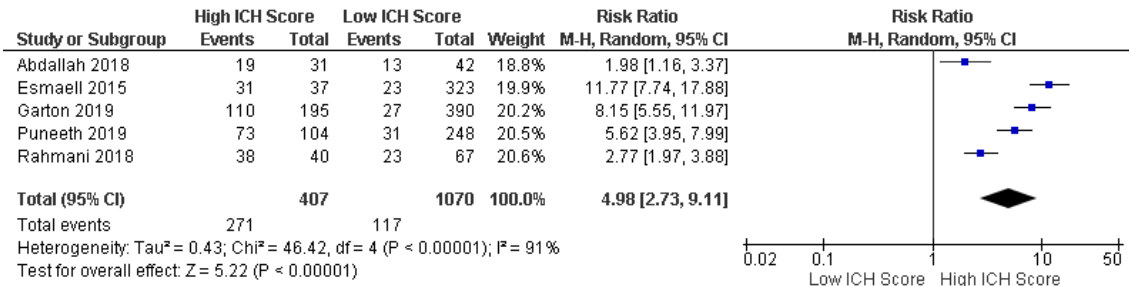 High ICH Score Low ICH Score Risk Ratio Risk Ratio
Study or Subgroup Events Total Events Total Weight M-H, Random, 95% CI M-H, Random, 95% CI
Abdallah 2018 19 31 13 42 18.8% 1.98 [1.16, 3.37]
Esmaell 2015 31 37 23 323 19.9% 11.77 [7.74, 17.88]
Garton 2019 110 195 27 390 20.2% 8.15 [5.55, 11.97]
Puneeth 2019 73 104 31 248 20.5% 5.62 [3.95, 7.99]
Rahmani 2018 38 40 23 67 20.6% 2.77 [1.97, 3.88]
Total (95% CI) 407 1070 100.0% 4.98 [2.73, 9.11]
Total events 271 117
Heterogeneity: Tau² = 0.43; Chi² = 46.42, df = 4 (P < 0.00001); I² = 91%
Test for overall effect: Z = 5.22 (P < 0.00001)
0.02 0.1 1 10 50
Low ICH Score High ICH Score